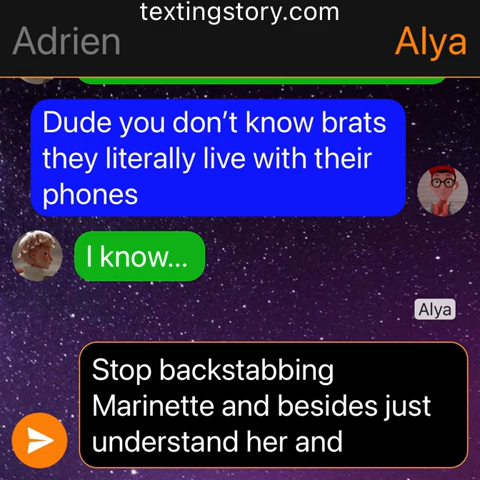 textingstory.com
Adrien Alya
Dude you don’t know brats
they literally live with their
phones
I know...
Alya
Stop backstabbing
Marinette and besides just
understand her and